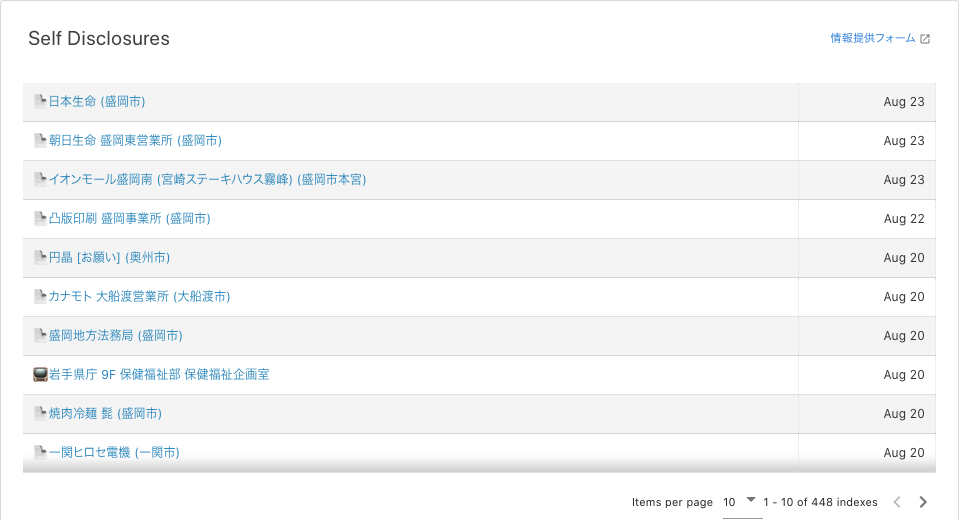 Self Disclosures
情報提供フォーム
日本生命 (盛岡市) Aug 23
朝日生命 盛岡東営業所 (盛岡市) Aug 23
イオンモール盛岡南 (宮崎ステーキハウス霧峰) (盛岡市本宮) Aug 23
凸版印刷 盛岡事業所 (盛岡市) Aug 22
円晶 [お願い] (奥州市) Aug 20
カナモト 大船渡営業所 (大船渡市) Aug 20
盛岡地方法務局 (盛岡市) Aug 20
岩手県庁 9F 保健福祉部 保健福祉企画室 Aug 20
焼肉冷麺 髭 (盛岡市) Aug 20
一関ヒロセ電機 (一関市) Aug 20
Items per page 10 1 - 10 of 448 indexes